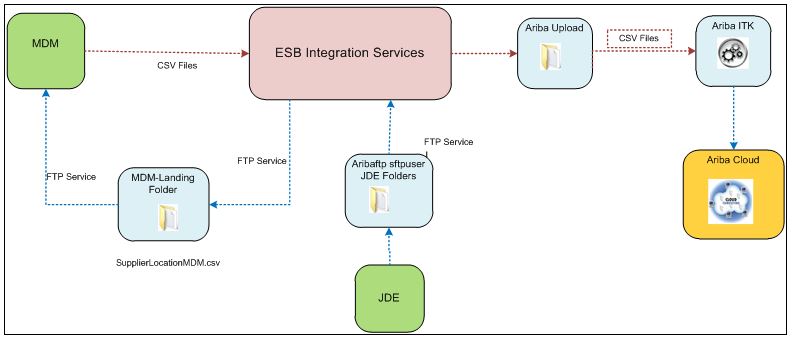 MDM
CSV Files
ESB Integration Services
Ariba Upload
CSV Files
Ariba ITK
FTP Service
MDM-Landing
Folder
SupplierLocationMDM.csv
FTP Service
Aribaftp sftpuser
JDE Folders
FTP Service
JDE
Ariba Cloud
CLOUD